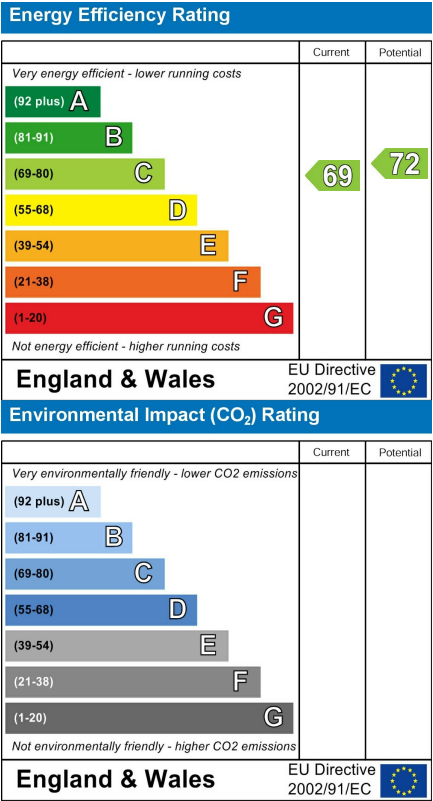 Energy Efficiency Rating
Current Potential
Very energy efficient - lower running costs
(92 plus) A
(81-91) B
(69-80) C
69 72
(55-68) D
(39-54) E
(21-38) F
(1-20) G
Not energy efficient - higher running costs
England & Wales
EU Directive
2002/91/EC
Environmental Impact (CO₂) Rating
Current Potential
Very environmentally friendly - lower CO2 emissions
(92 plus) A
(81-91) B
(69-80) C
(55-68) D
(39-54) E
(21-38) F
(1-20) G
Not environmentally friendly - higher CO2 emissions
England & Wales
EU Directive
2002/91/EC